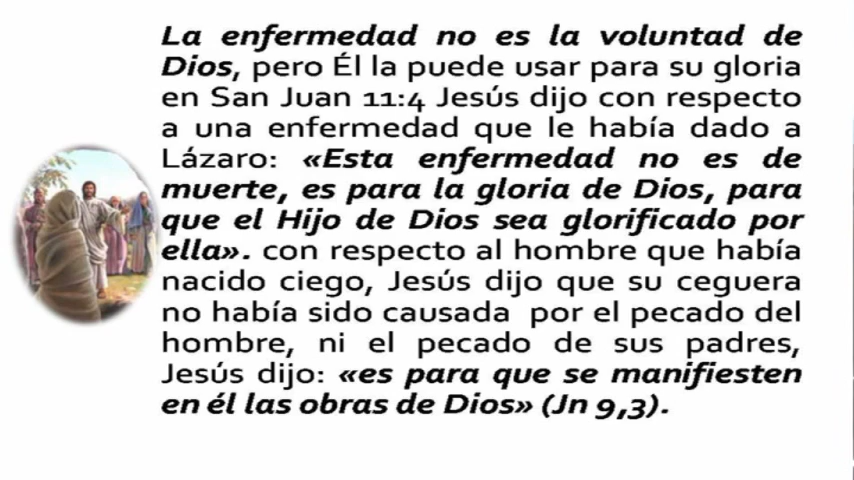 La enfermedad no es la voluntad de
Dios, pero Él la puede usar para su gloria
en San Juan 11:4 Jesús dijo con respecto
a una enfermedad que le había dado a
Lázaro: «Esta enfermedad no es de
muerte, es para la gloria de Dios, para
que el Hijo de Dios sea glorificado por
ella». con respecto al hombre que había
nacido ciego, Jesús dijo que su ceguera
no había sido causada por el pecado del
hombre, ni el pecado de sus padres,
Jesús dijo: «es para que se manifiesten
en él las obras de Dios» (Jn 9,3).